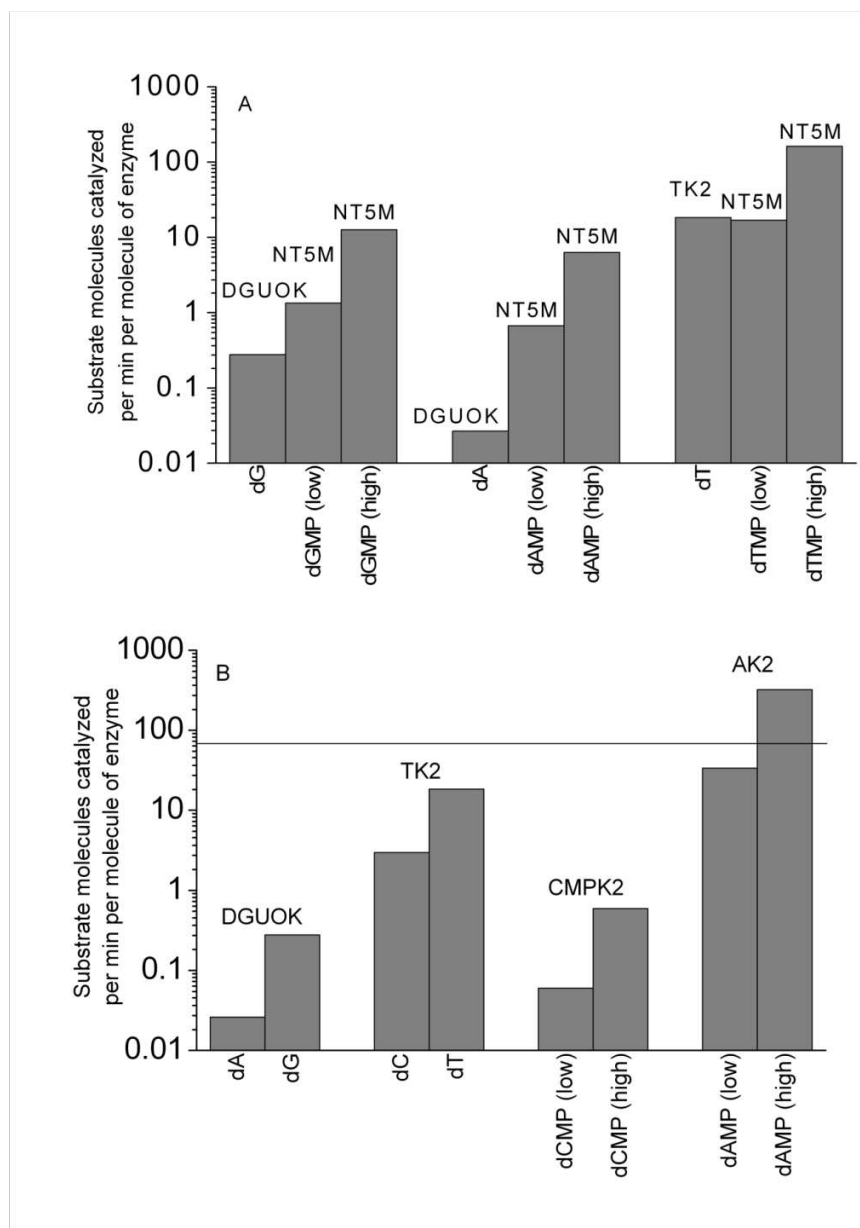 A
Substrate molecules catalyzed
per min per molecule of enzyme
1000
100
10
1
0.1
0.01
DGUOK
NT5M
NT5M
DGUOK
NT5M
NT5M
TK2
NT5M
NT5M
dG
dGMP (low)
dGMP (high)
dA
dAMP (low)
dAMP (high)
dT
dTMP (low)
dTMP (high)
B
Substrate molecules catalyzed
per min per molecule of enzyme
1000
100
10
1
0.1
0.01
DGUOK
TK2
CMPK2
AK2
dA
dG
dC
dT
dCMP (low)
dCMP (high)
dAMP (low)
dAMP (high)